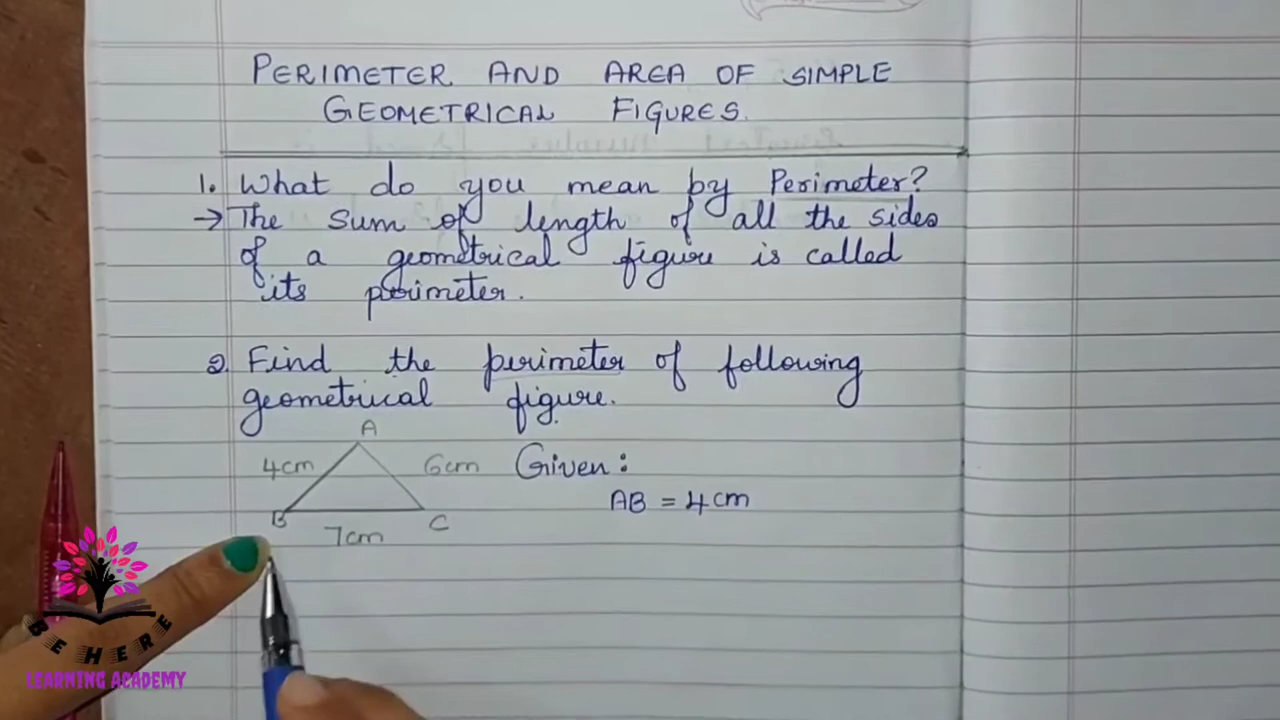 PERIMETER AND AREA OF SIMPLE
GEOMETRICAL FIGURES.
1. What do you mean by Perimeter?
→ The sum of length of all the sides
of a geometrical figure is called
its perimeter.
2. Find the perimeter of following
geometrical figure.
A
4cm 6cm Given:
AB = 4cm
B C
7cm
BE HERE
LEARNING ACADEMY